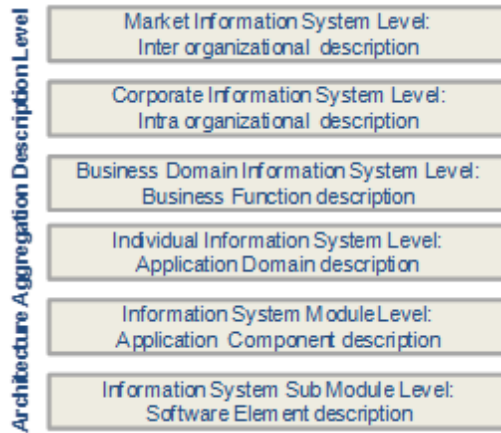 Architecture Aggregation Description Level
Market Information System Level:
Inter organizational description
Corporate Information System Level:
Intra organizational description
Business Domain Information System Level:
Business Function description
Individual Information System Level:
Application Domain description
Information System Module Level:
Application Component description
Information System Sub Module Level:
Software Element description